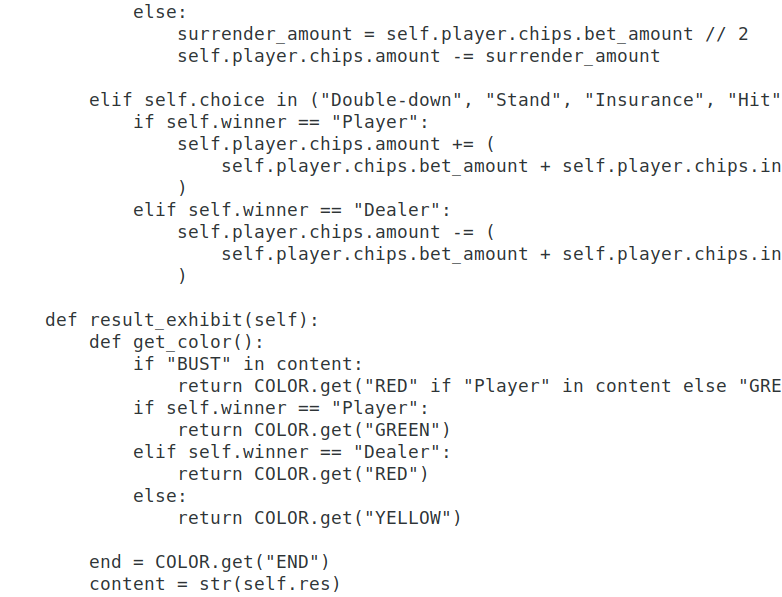 else:
            surrender_amount = self.player.chips.bet_amount // 2
            self.player.chips.amount -= surrender_amount

    elif self.choice in ("Double-down", "Stand", "Insurance", "Hit"
        if self.winner == "Player":
            self.player.chips.amount += (
                self.player.chips.bet_amount + self.player.chips.in
            )
        elif self.winner == "Dealer":
            self.player.chips.amount -= (
                self.player.chips.bet_amount + self.player.chips.in
            )

def result_exhibit(self):
    def get_color():
        if "BUST" in content:
            return COLOR.get("RED" if "Player" in content else "GRE
        if self.winner == "Player":
            return COLOR.get("GREEN")
        elif self.winner == "Dealer":
            return COLOR.get("RED")
        else:
            return COLOR.get("YELLOW")

    end = COLOR.get("END")
    content = str(self.res)